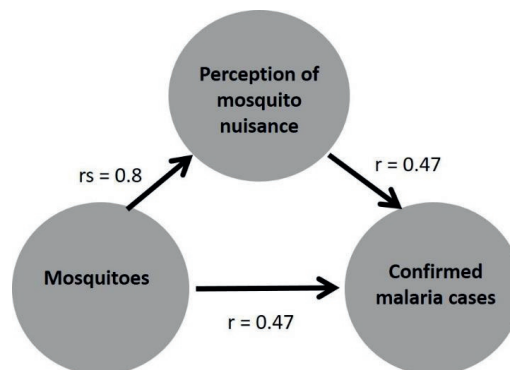 Perception of
mosquito
nuisance
rs = 0.8
r = 0.47
Mosquitoes
Confirmed
malaria cases
r = 0.47